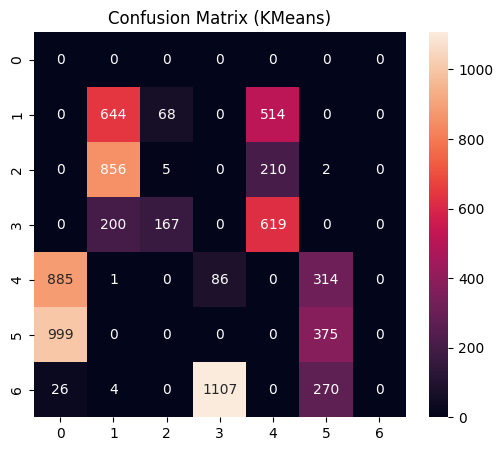 Confusion Matrix (KMeans)
0 0 0 0 0 0 0 0
1 0 644 68 0 514 0 0
2 0 856 5 0 210 2 0
3 0 200 167 0 619 0 0
4 885 1 0 86 0 314 0
5 999 0 0 0 0 375 0
6 26 4 0 1107 0 270 0
0 1 2 3 4 5 6
1000
800
600
400
200
0